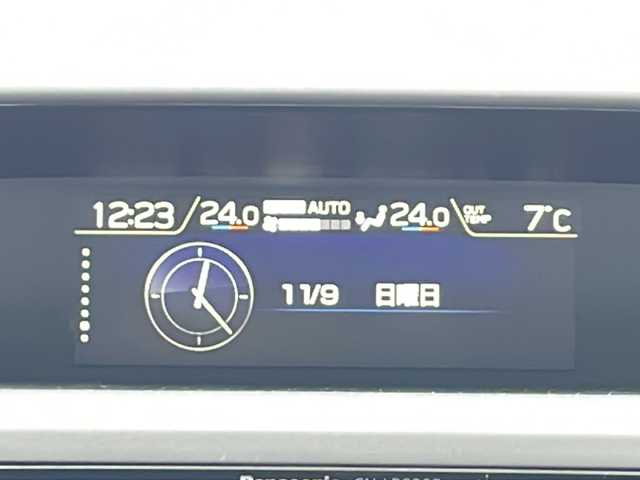 12:23 24.0 AUTO 24.0 OUT TEMP 7°C
11/9 日曜日
Panasonic